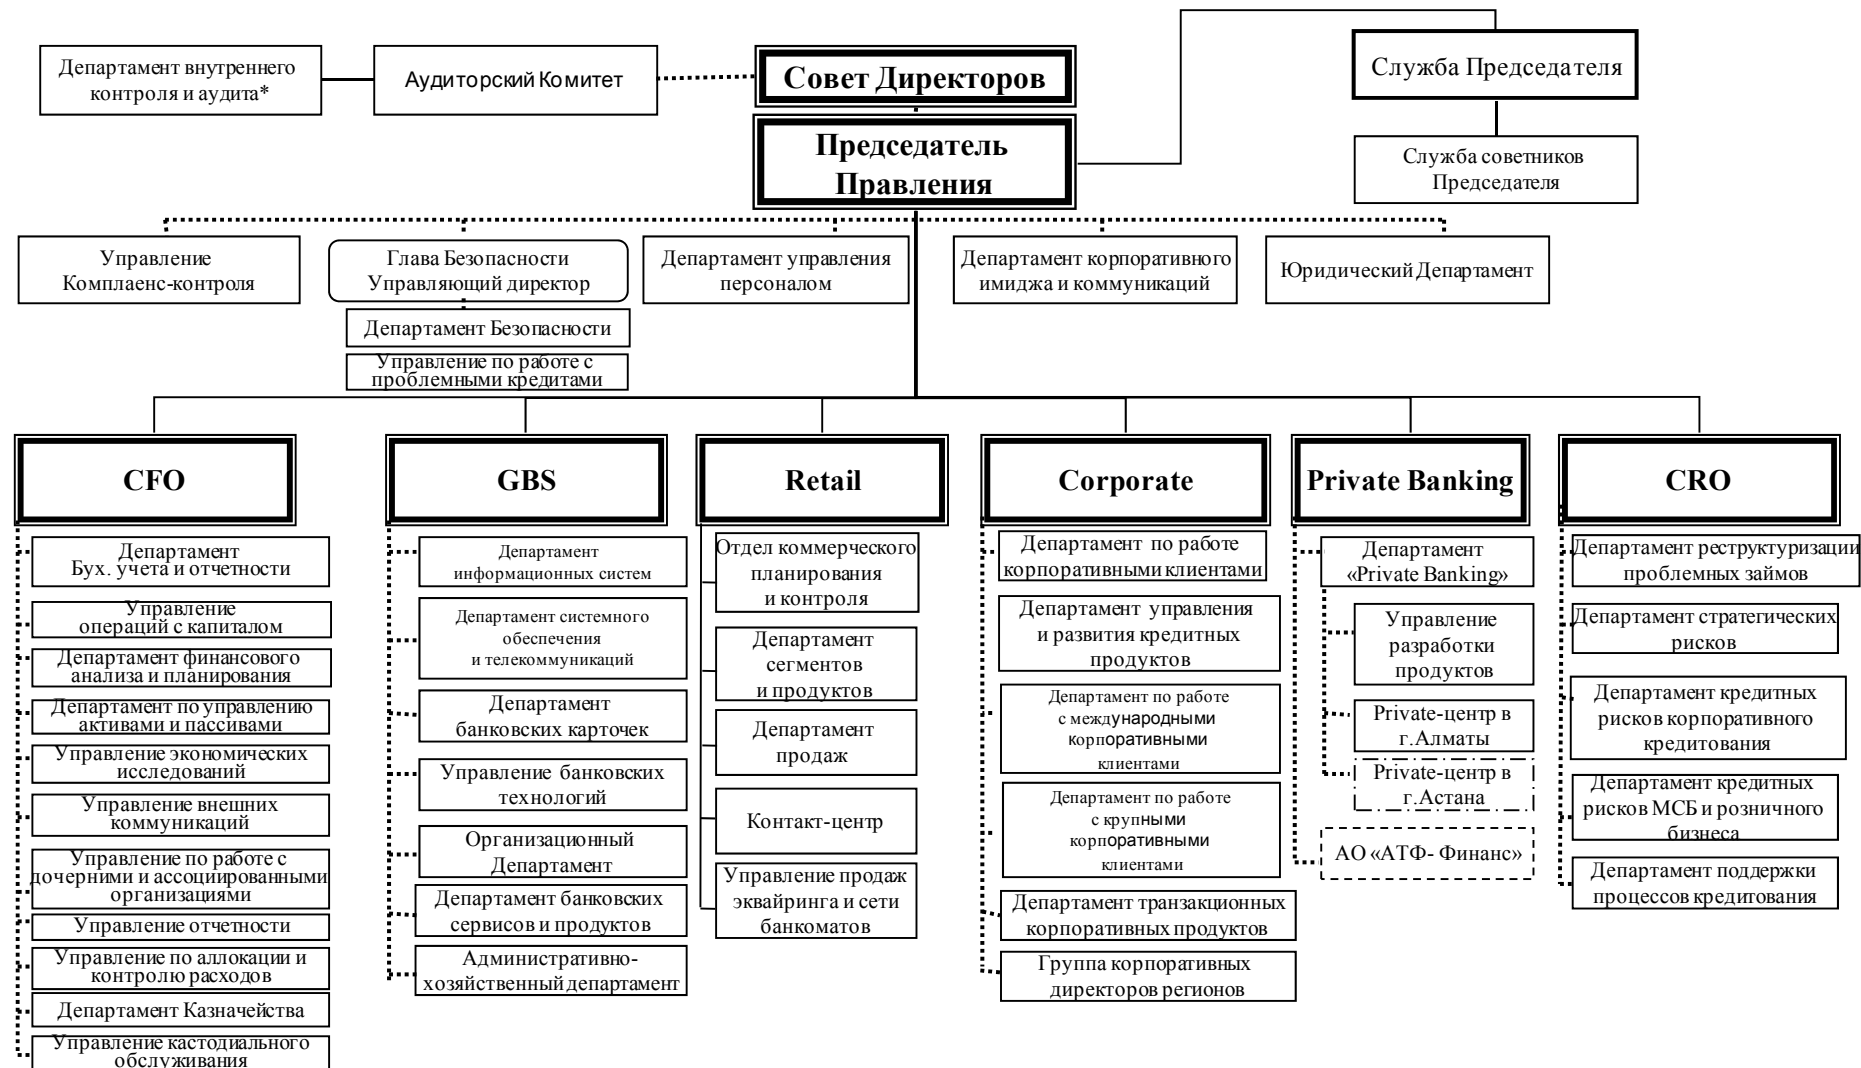 Департамент внутреннего
контроля и аудита*
Аудиторский Комитет
Совет Директоров
Служба Председателя
Председатель
Правления
Служба советников
Председателя
Управление
Комплаенс-контроля
Глава Безопасности
Управляющий директор
Департамент управления
персоналом
Департамент корпоративного
имиджа и коммуникаций
Юридический Департамент
Департамент Безопасности
Управление по работе с
проблемными кредитами
CFO
GBS
Retail
Corporate
Private Banking
CRO
Департамент
Бух. учета и отчетности
Управление
операций с капиталом
Департамент финансового
анализа и планирования
Департамент по управлению
активами и пассивами
Управление экономических
исследований
Управление внешних
коммуникаций
Управление по работе с
дочерними и ассоциированными
организациями
Управление отчетности
Управление по аллокации и
контролю расходов
Департамент Казначейства
Управление кастодиального
обслуживания
Департамент
информационных систем
Департамент системного
обеспечения
и телекоммуникаций
Департамент
банковских карточек
Управление банковских
технологий
Организационный
Департамент
Департамент банковских
сервисов и продуктов
Административно-
хозяйственный департамент
Отдел коммерческого
планирования
и контроля
Департамент
сегментов
и продуктов
Департамент
продаж
Контакт-центр
Управление продаж
эквайринга и сети
банкоматов
Департамент по работе
корпоративными клиентами
Департамент управления
и развития кредитных
продуктов
Департамент по работе
с международными
корпоративными
клиентами
Департамент по работе
с крупными
корпоративными
клиентами
Департамент транзакционных
корпоративных продуктов
Группа корпоративных
директоров регионов
Департамент
«Private Banking»
Управление
разработки
продуктов
Private-центр в
г.Алматы
Private-центр в
г.Астана
АО «АТФ- Финанс»
Департамент реструктуризации
проблемных займов
Департамент стратегических
рисков
Департамент кредитных
рисков корпоративного
кредитования
Департамент кредитных
рисков МСБ и розничного
бизнеса
Департамент поддержки
процессов кредитования